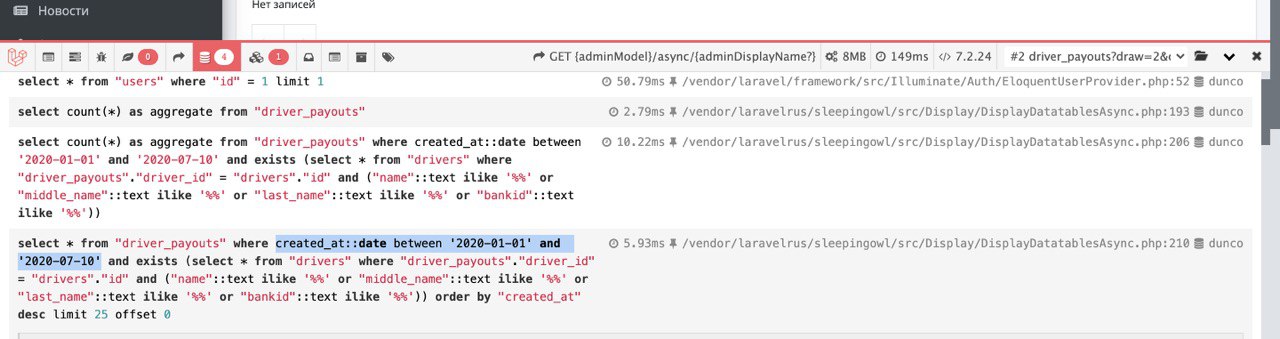 Нет записей
Новости
0
4
1
GET {adminModel}/async/{adminDisplayName?}
8MB
149ms
7.2.24
#2 driver_payouts?draw=2&c
select * from "users" where "id" = 1 limit 1
50.79ms /vendor/laravel/framework/src/Illuminate/Auth/EloquentUserProvider.php:52 dunco
select count(*) as aggregate from "driver_payouts"
2.79ms /vendor/laravelrus/sleepingowl/src/Display/DisplayDatatablesAsync.php:193 dunco
select count(*) as aggregate from "driver_payouts" where created_at::date between
10.22ms /vendor/laravelrus/sleepingowl/src/Display/DisplayDatatablesAsync.php:206 dunco
'2020-01-01' and '2020-07-10' and exists (select * from "drivers" where
"driver_payouts"."driver_id" = "drivers"."id" and ("name"::text ilike '%%' or
"middle_name"::text ilike '%%' or "last_name"::text ilike '%%' or "bankid"::text
ilike '%%'))
select * from "driver_payouts" where created_at::date between '2020-01-01' and
5.93ms /vendor/laravelrus/sleepingowl/src/Display/DisplayDatatablesAsync.php:210 dunco
'2020-07-10' and exists (select * from "drivers" where "driver_payouts"."driver_id"
= "drivers"."id" and ("name"::text ilike '%%' or "middle_name"::text ilike '%%' or
"last_name"::text ilike '%%' or "bankid"::text ilike '%%')) order by "created_at"
desc limit 25 offset 0